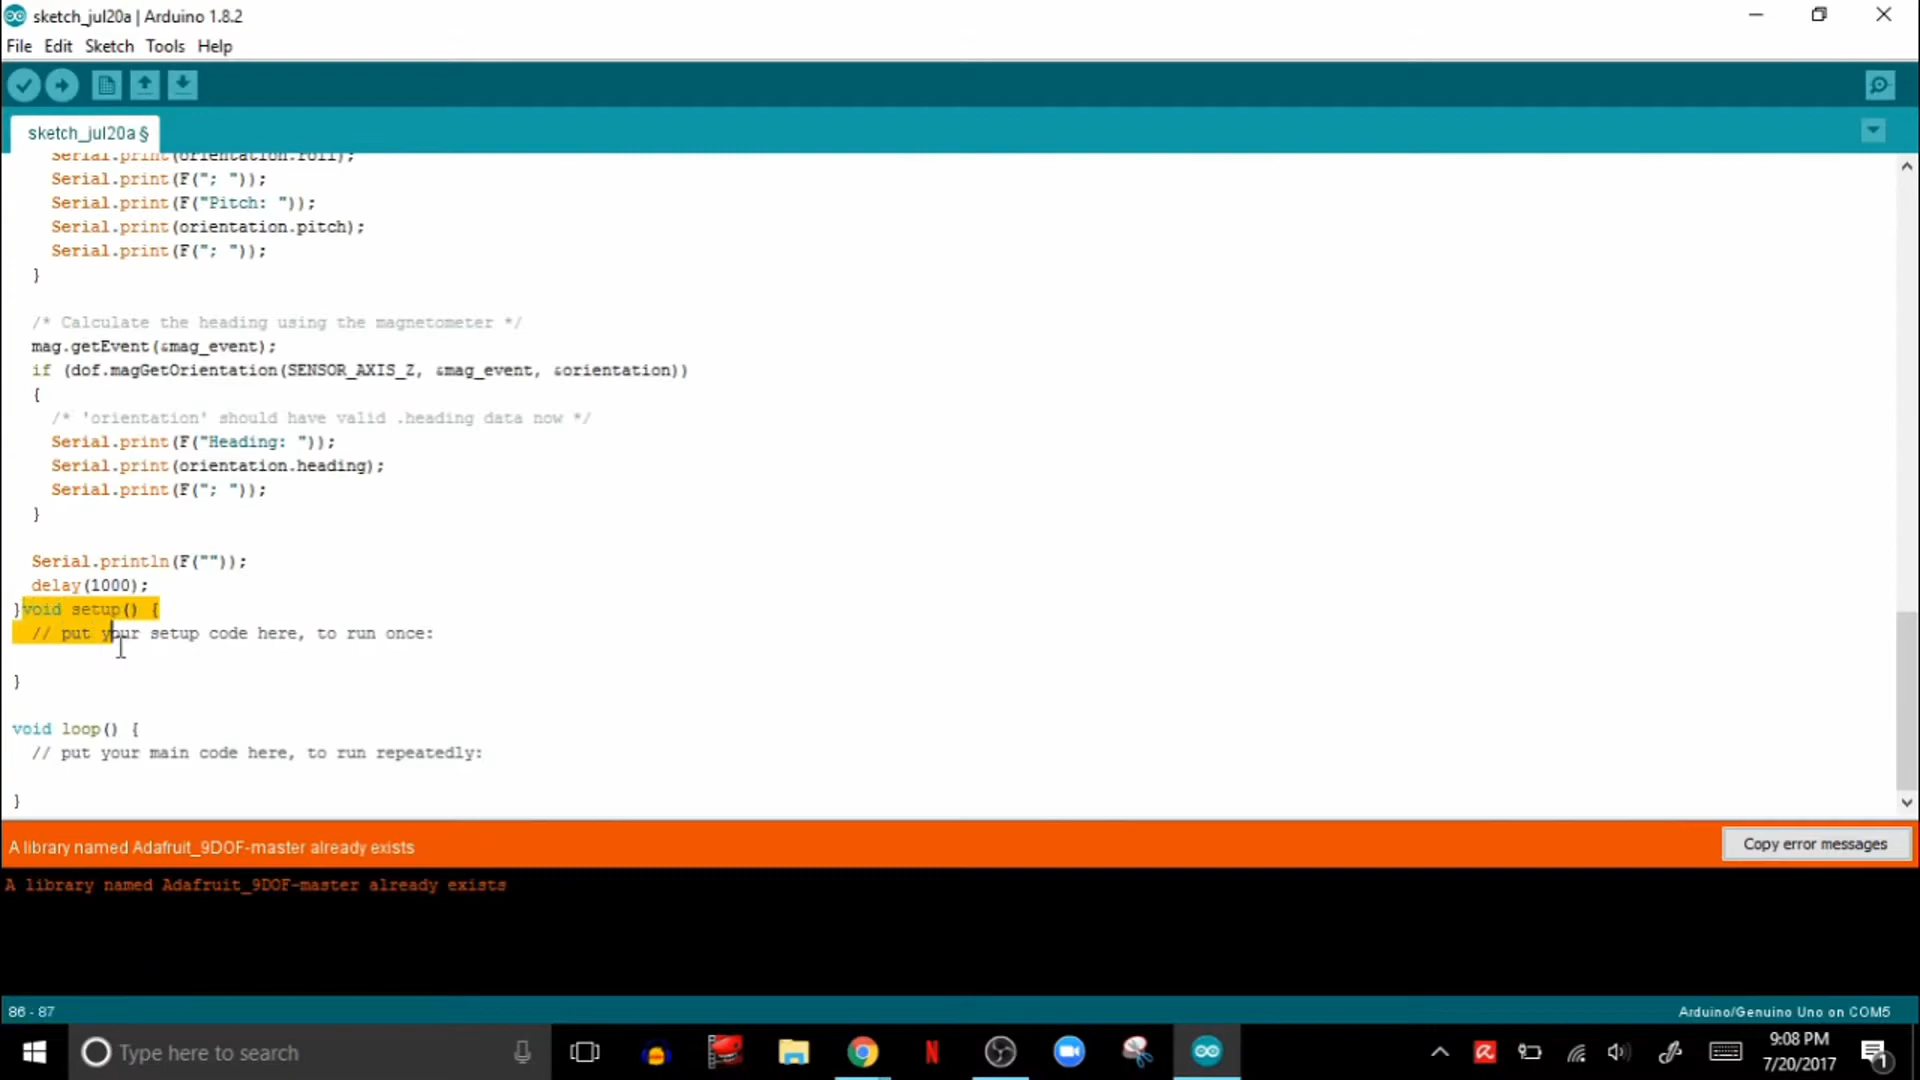 sketch_jul20a | Arduino 1.8.2
File Edit Sketch Tools Help
sketch_jul20a §
Serial.print(orientation.roll);
Serial.print(F("; "));
Serial.print(F("Pitch: "));
Serial.print(orientation.pitch);
Serial.print(F("; "));
}
/* Calculate the heading using the magnetometer */
mag.getEvent(&mag_event);
if (dof.magGetOrientation(SENSOR_AXIS_Z, &mag_event, &orientation))
{
/* 'orientation' should have valid .heading data now */
Serial.print(F("Heading: "));
Serial.print(orientation.heading);
Serial.print(F("; "));
}
Serial.println(F(""));
delay(1000);
}void setup() {
// put your setup code here, to run once:
}
void loop() {
// put your main code here, to run repeatedly:
}
A library named Adafruit_9DOF-master already exists
Copy error messages
A library named Adafruit_9DOF-master already exists
86 - 87
Arduino/Genuino Uno on COM5
Type here to search
9:08 PM
7/20/2017
1